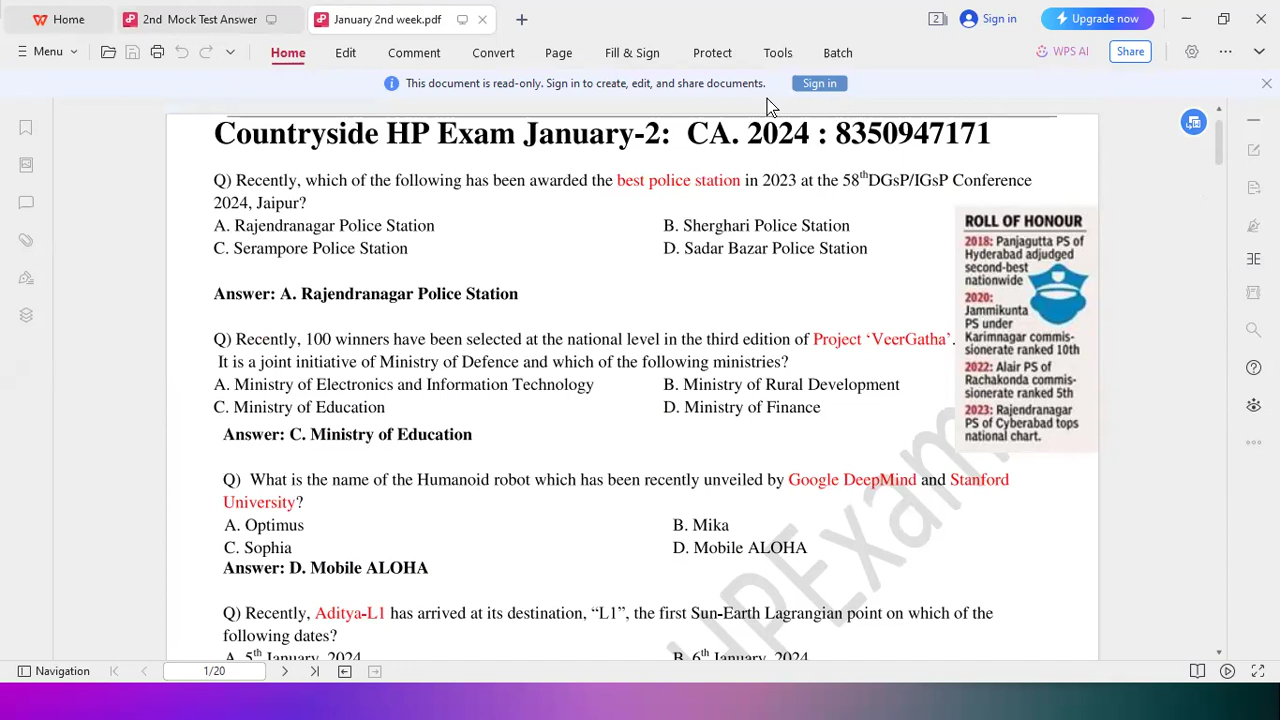 Home
2nd Mock Test Answer
January 2nd week.pdf
2
Sign in
Upgrade now
Menu
Home
Edit
Comment
Convert
Page
Fill & Sign
Protect
Tools
Batch
WPS AI
Share
This document is read-only. Sign in to create, edit, and share documents.
Sign in
Countryside HP Exam January-2: CA. 2024 : 8350947171
Q) Recently, which of the following has been awarded the best police station in 2023 at the 58thDGsP/IGsP Conference
2024, Jaipur?
A. Rajendranagar Police Station
B. Sherghari Police Station
C. Serampore Police Station
D. Sadar Bazar Police Station
Answer: A. Rajendranagar Police Station
ROLL OF HONOUR
2018: Panjagutta PS of
Hyderabad adjudged
second-best
nationwide
2020:
Jammikunta
PS under
Karimnagar commis-
sionerate ranked 10th
2022: Alair PS of
Rachakonda commis-
sionerate ranked 5th
2023: Rajendranagar
PS of Cyberabad tops
national chart.
Q) Recently, 100 winners have been selected at the national level in the third edition of Project ‘VeerGatha’.
It is a joint initiative of Ministry of Defence and which of the following ministries?
A. Ministry of Electronics and Information Technology
B. Ministry of Rural Development
C. Ministry of Education
D. Ministry of Finance
Answer: C. Ministry of Education
Q) What is the name of the Humanoid robot which has been recently unveiled by Google DeepMind and Stanford
University?
A. Optimus
B. Mika
C. Sophia
D. Mobile ALOHA
Answer: D. Mobile ALOHA
Q) Recently, Aditya-L1 has arrived at its destination, “L1”, the first Sun-Earth Lagrangian point on which of the
following dates?
A. 5th January, 2024
B. 6th January, 2024
HPExam
Navigation
1/20